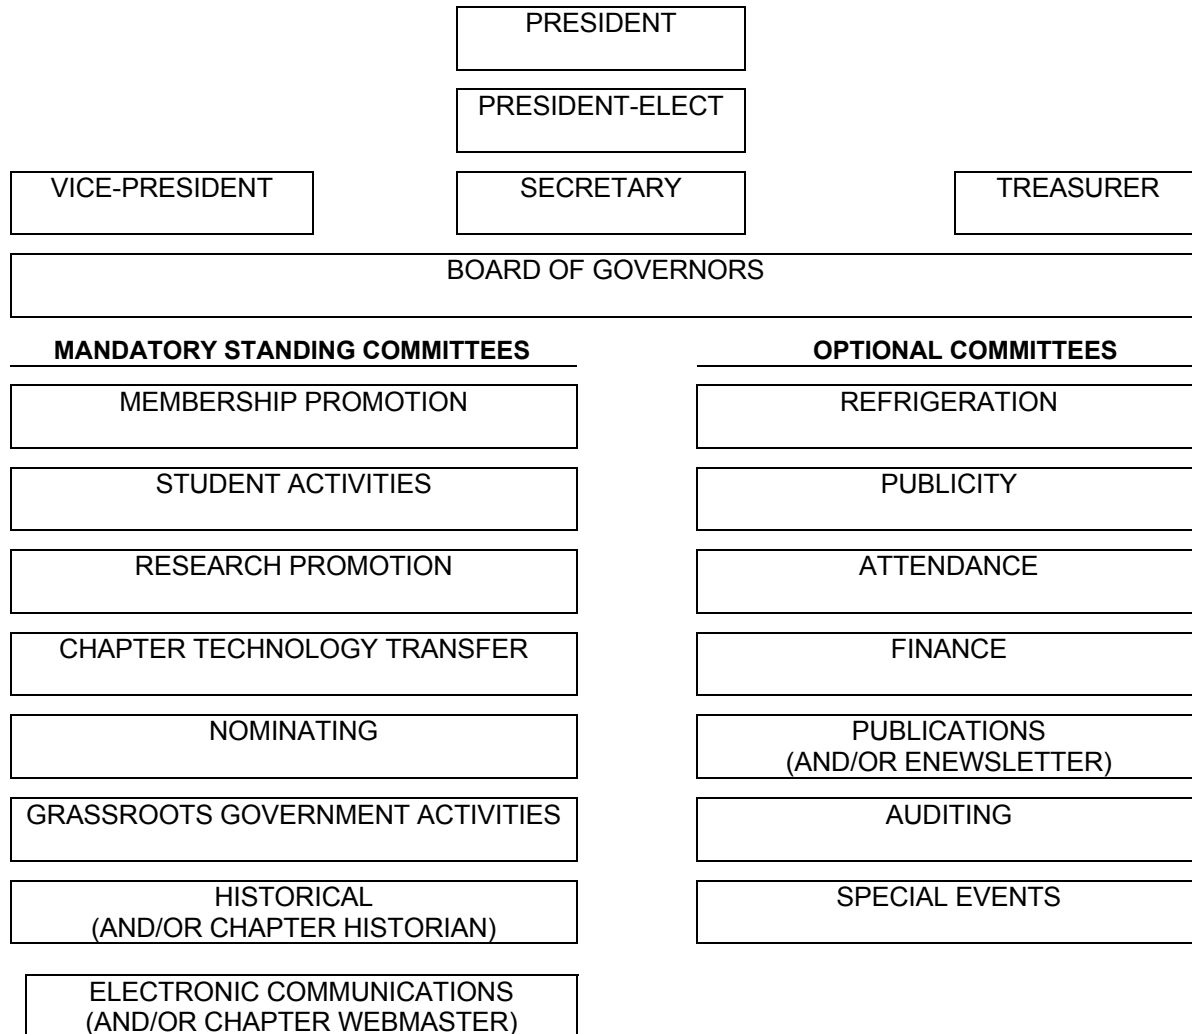 PRESIDENT
PRESIDENT-ELECT
VICE-PRESIDENT
SECRETARY
TREASURER
BOARD OF GOVERNORS
MANDATORY STANDING COMMITTEES
MEMBERSHIP PROMOTION
STUDENT ACTIVITIES
RESEARCH PROMOTION
CHAPTER TECHNOLOGY TRANSFER
NOMINATING
GRASSROOTS GOVERNMENT ACTIVITIES
HISTORICAL
(AND/OR CHAPTER HISTORIAN)
ELECTRONIC COMMUNICATIONS
(AND/OR CHAPTER WEBMASTER)
OPTIONAL COMMITTEES
REFRIGERATION
PUBLICITY
ATTENDANCE
FINANCE
PUBLICATIONS
(AND/OR ENEWSLETTER)
AUDITING
SPECIAL EVENTS